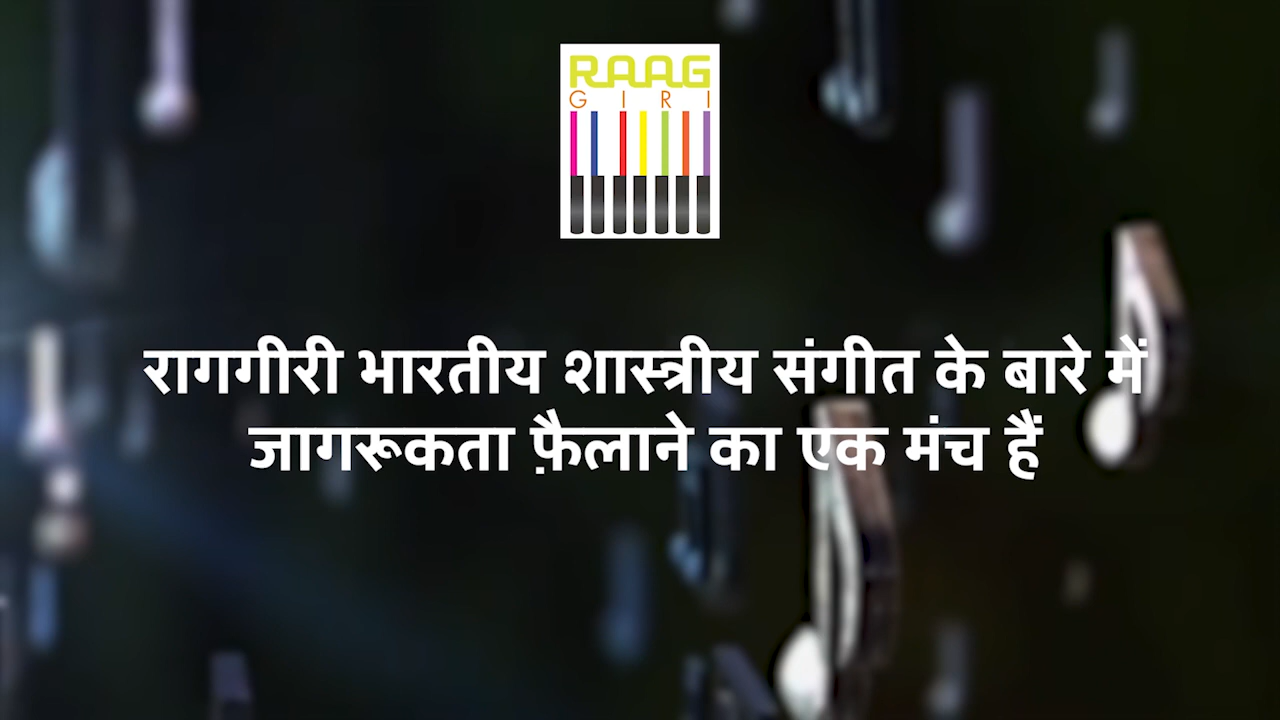 RAAG
GIRI
रागगीरी भारतीय शास्त्रीय संगीत के बारे में
जागरूकता फ़ैलाने का एक मंच हैं